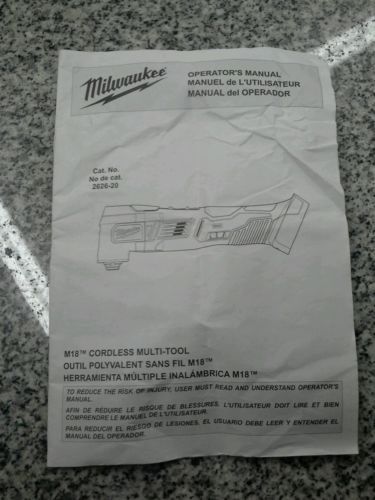 Milwaukee
OPERATOR'S MANUAL
MANUEL de L'UTILISATEUR
MANUAL del OPERADOR
Cat. No.
No de cat.
2626-20
M18™ CORDLESS MULTI-TOOL
OUTIL POLYVALENT SANS FIL M18™
HERRAMIENTA MÚLTIPLE INALÁMBRICA M18™
TO REDUCE THE RISK OF INJURY, USER MUST READ AND UNDERSTAND OPERATOR'S
MANUAL.
AFIN DE RÉDUIRE LE RISQUE DE BLESSURES, L'UTILISATEUR DOIT LIRE ET BIEN
COMPRENDRE LE MANUEL DE L'UTILISATEUR.
PARA REDUCIR EL RIESGO DE LESIONES, EL USUARIO DEBE LEER Y ENTENDER EL
MANUAL DEL OPERADOR.